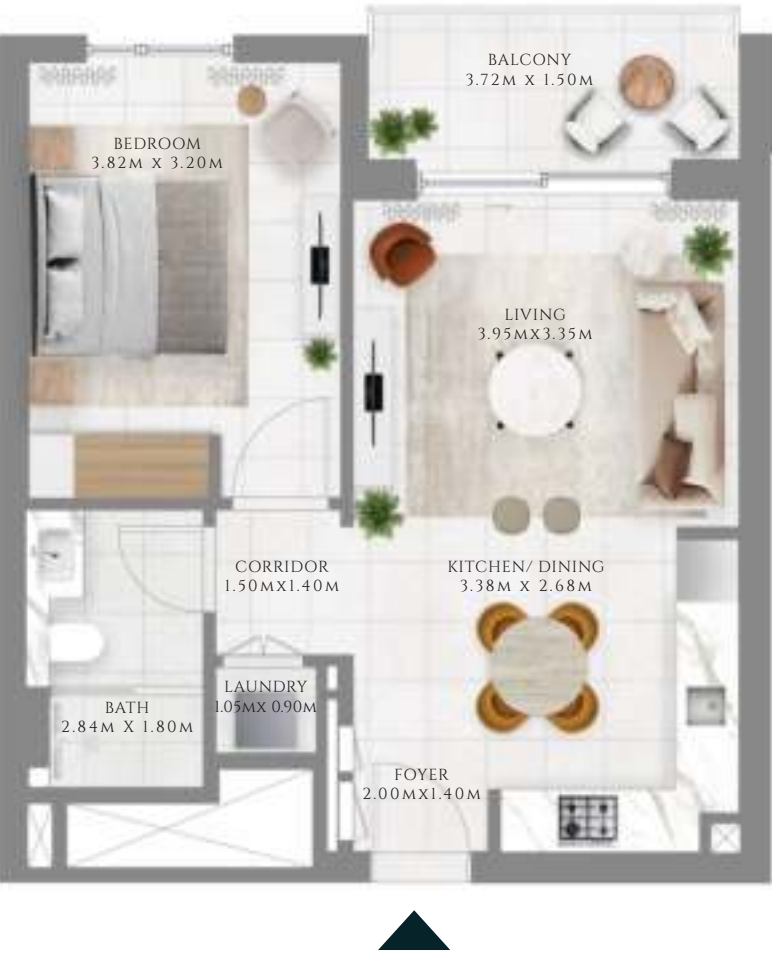 BALCONY
3.72M X 1.50M
BEDROOM
3.82M X 3.20M
LIVING
3.95MX3.35M
CORRIDOR
1.50MX1.40M
KITCHEN/ DINING
3.38M X 2.68M
LAUNDRY
1.05MX 0.90M
BATH
2.84M X 1.80M
FOYER
2.00MX1.40M